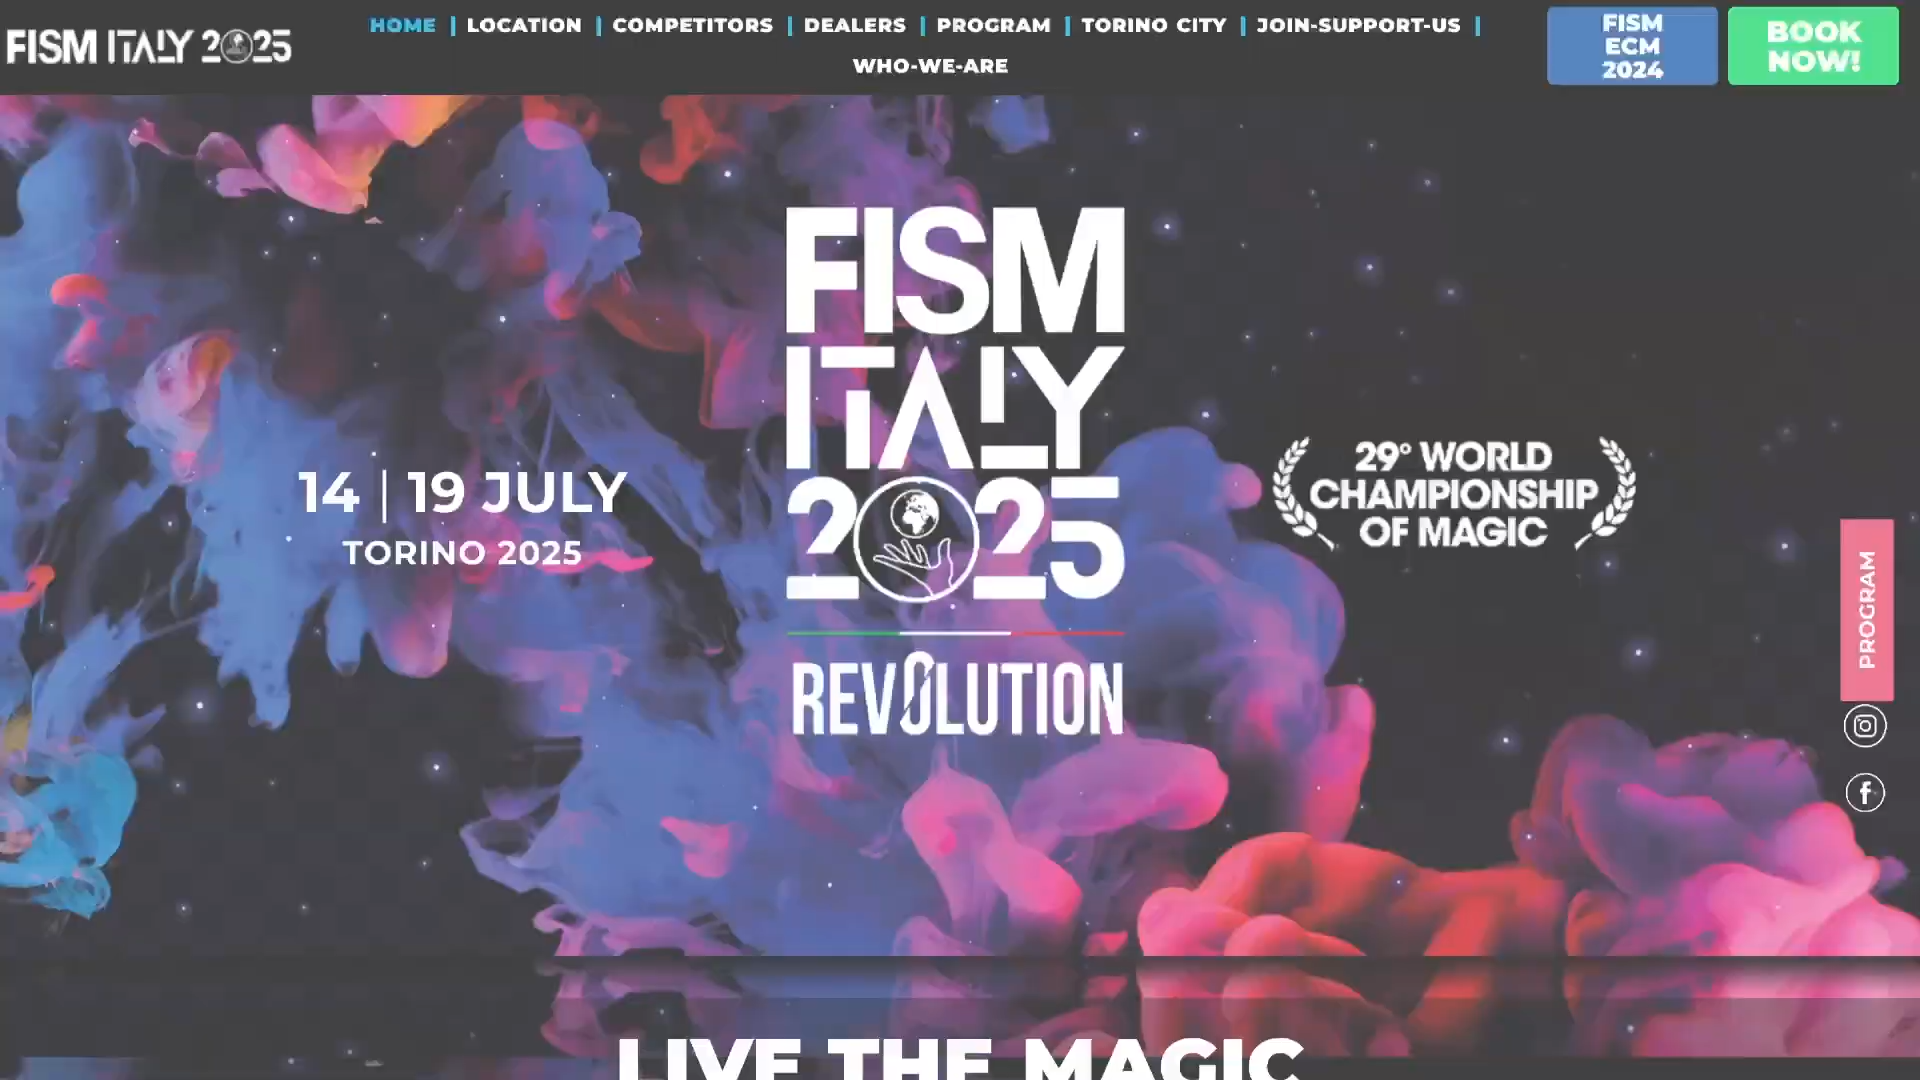 FISM ITALY 2025
HOME | LOCATION | COMPETITORS | DEALERS | PROGRAM | TORINO CITY | JOIN-SUPPORT-US |
WHO-WE-ARE
FISM
ECM
2024
BOOK
NOW!
FISM
ITALY
2025
REVOLUTION
14 | 19 JULY
TORINO 2025
29° WORLD
CHAMPIONSHIP
OF MAGIC
PROGRAM
LIVE THE MAGIC